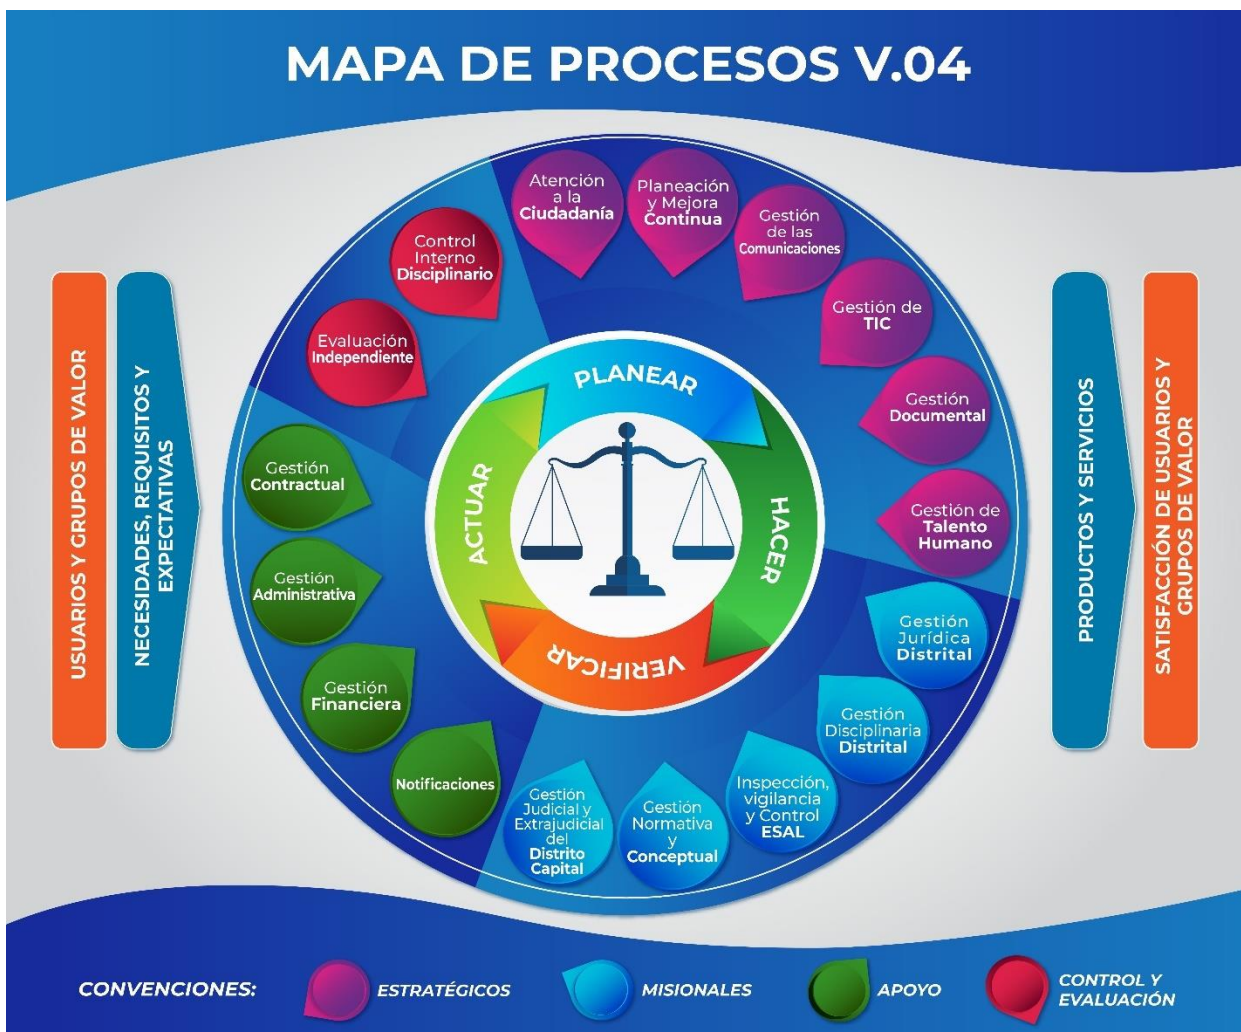 MAPA DE PROCESOS V.04
USUARIOS Y GRUPOS DE VALOR
NECESIDADES, REQUISITOS Y
EXPECTATIVAS
Atención
a la
Ciudadanía
Planeación
y Mejora
Continua
Gestión
de las
Comunicaciones
Gestión de
TIC
Gestión
Documental
Gestión de
Talento
Humano
Gestión
Jurídica
Distrital
Gestión
Disciplinaria
Distrital
Inspección,
vigilancia
y Control
ESAL
Gestión
Normativa
y
Conceptual
Gestión
Judicial y
Extrajudicial
del
Distrito
Capital
Notificaciones
Gestión
Financiera
Gestión
Administrativa
Gestión
Contractual
Evaluación
Independiente
Control
Interno
Disciplinario
PLANEAR
HACER
VERIFICAR
ACTUAR
PRODUCTOS Y SERVICIOS
SATISFACCIÓN DE USUARIOS Y
GRUPOS DE VALOR
CONVENCIONES:
ESTRATÉGICOS
MISIONALES
APOYO
CONTROL Y
EVALUACIÓN